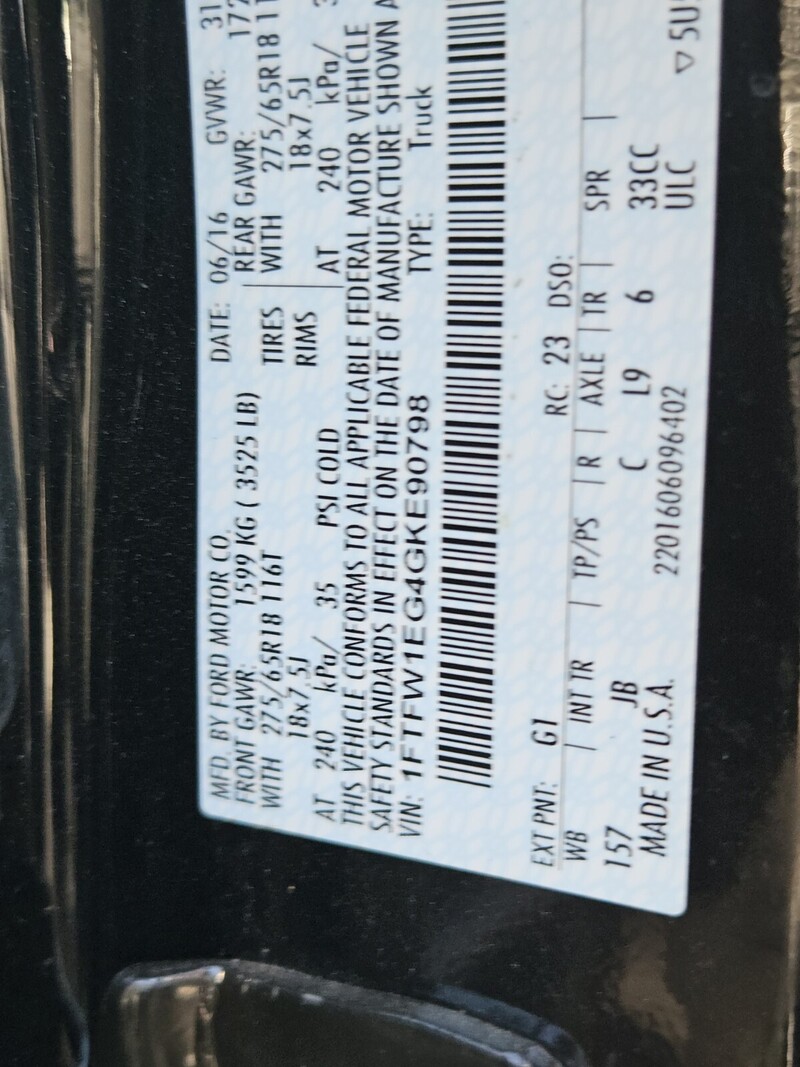 MFD. BY FORD MOTOR CO. DATE: 06/16 GVWR:
FRONT GAWR: 1599 KG ( 3525 LB) REAR GAWR:
WITH 275/65R18 116T TIRES WITH 275/65R18
18x7.5J RIMS 18x7.5J
AT 240 kPa/ 35 PSI COLD AT 240 kPa/
THIS VEHICLE CONFORMS TO ALL APPLICABLE FEDERAL MOTOR VEHICLE
SAFETY STANDARDS IN EFFECT ON THE DATE OF MANUFACTURE SHOWN
VIN: 1FTFW1EG4GKE90798 TYPE: Truck
EXT PNT: G1 RC: 23 DSO:
WB | INT TR | TP/PS | R | AXLE | TR | SPR |
157 JB C L9 6 33CC
MADE IN U.S.A. 2201606096402 ULC